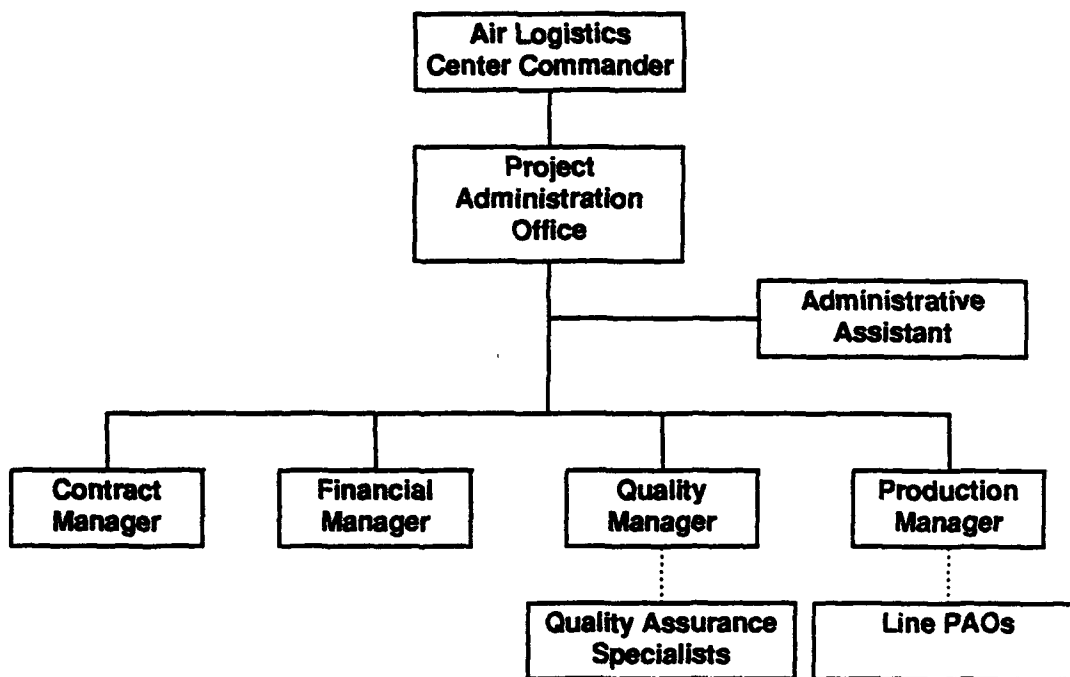 Air Logistics
Center Commander
Project
Administration
Office
Administrative
Assistant
Contract
Manager
Financial
Manager
Quality
Manager
Production
Manager
Quality Assurance
Specialists
Line PAOs